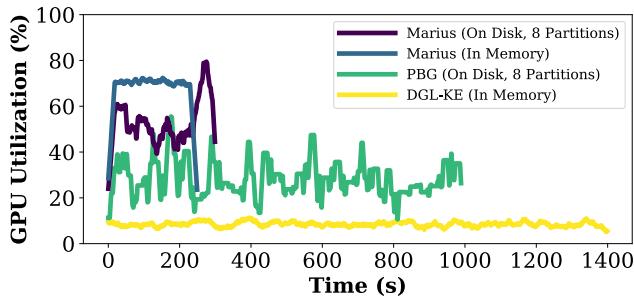 GPU Utilization (%)
100
80
60
40
20
0
Marius (On Disk, 8 Partitions)
Marius (In Memory)
PBG (On Disk, 8 Partitions)
DGL-KE (In Memory)
0 200 400 600 800 1000 1200 1400
Time (s)